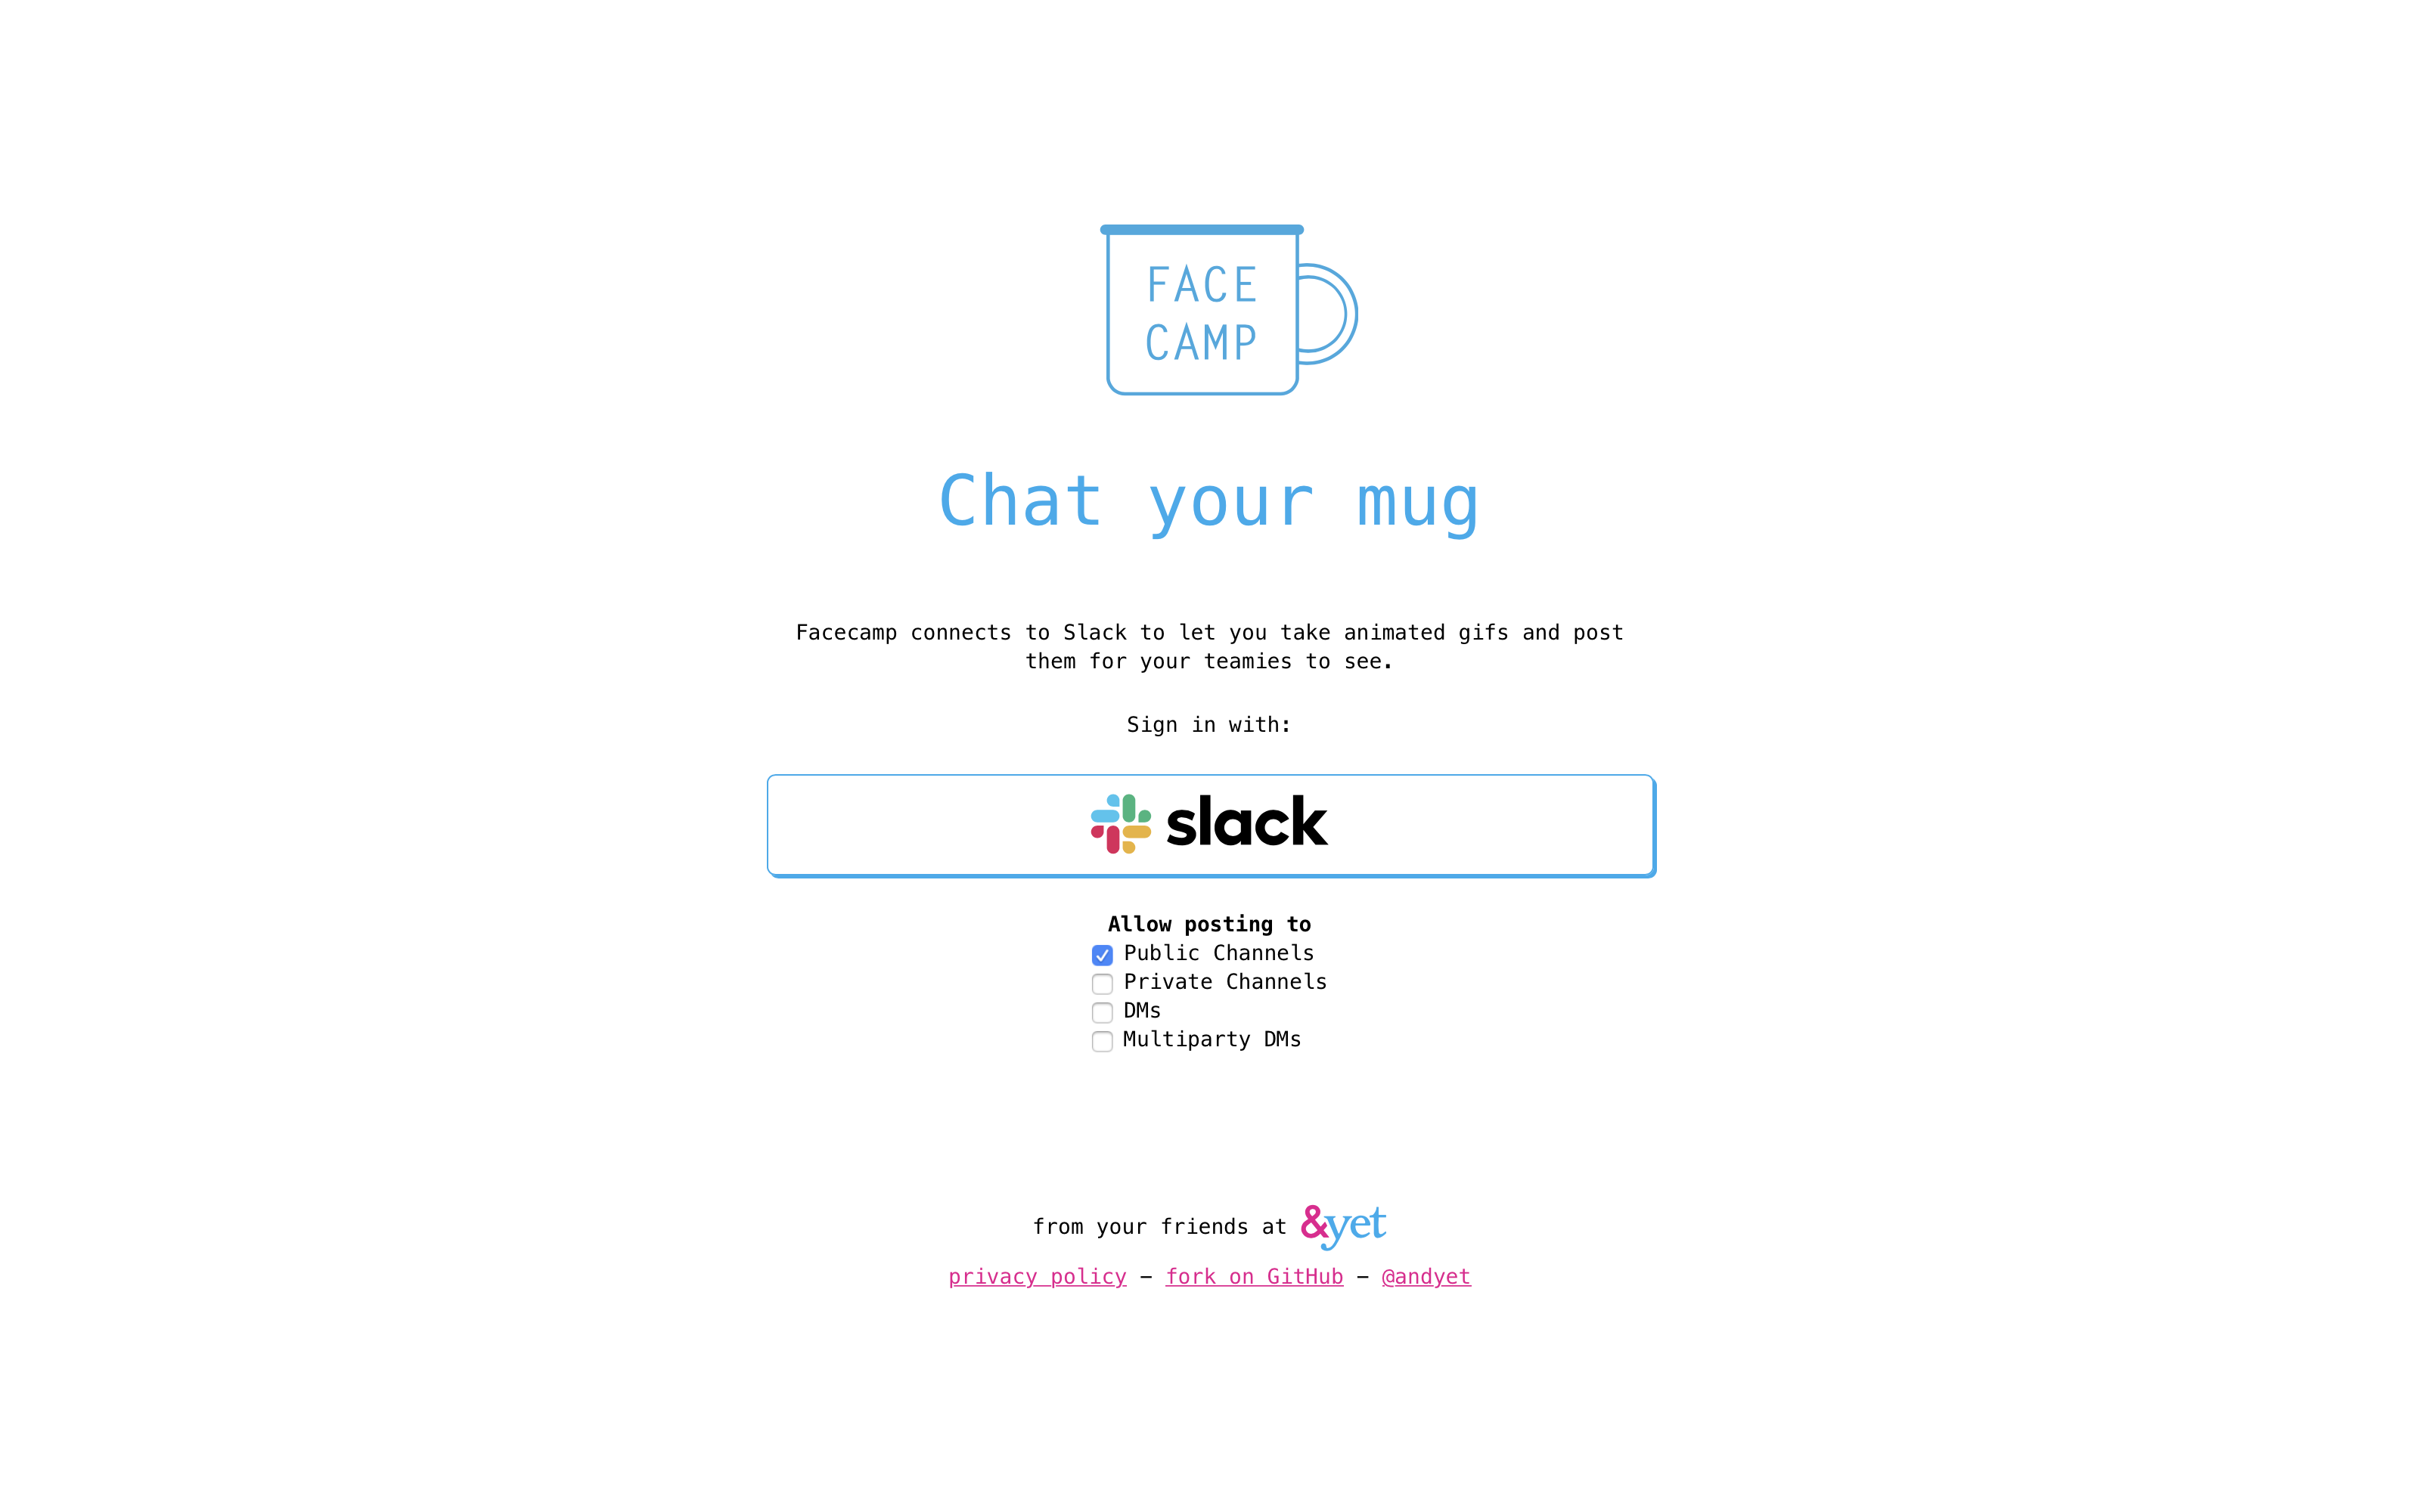 FACE
CAMP
Chat your mug
Facecamp connects to Slack to let you take animated gifs and post
them for your teamies to see.
Sign in with:
slack
Allow posting to
Public Channels
Private Channels
DMs
Multiparty DMs
from your friends at &yet
privacy policy – fork on GitHub – @andyet